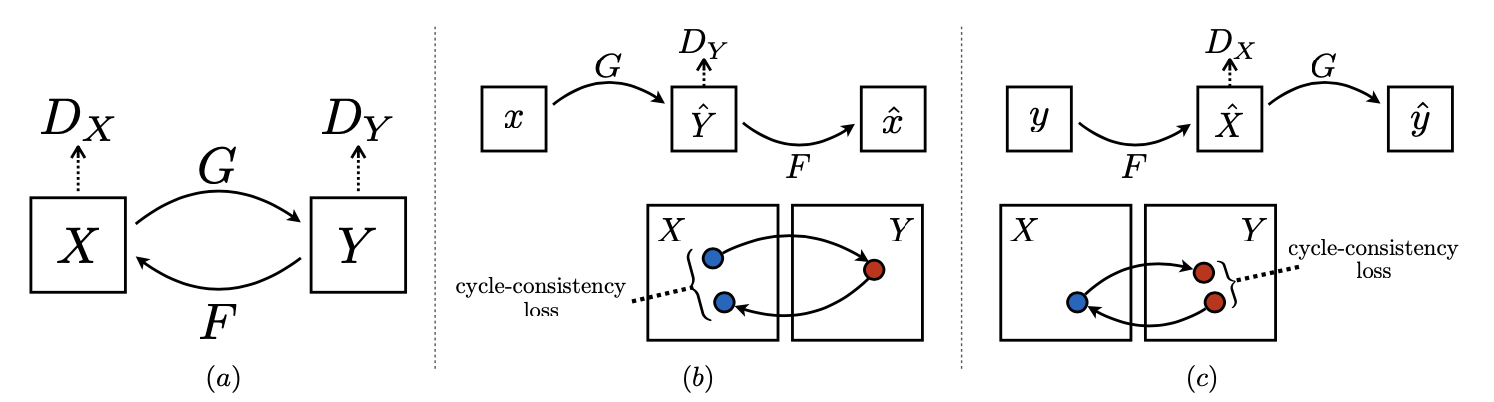 D_X
D_Y
G
X
Y
F
(a)
D_Y
G
x
Ŷ
x̂
F
X
Y
cycle-consistency
loss
(b)
D_X
G
y
X̂
ŷ
F
X
Y
cycle-consistency
loss
(c)